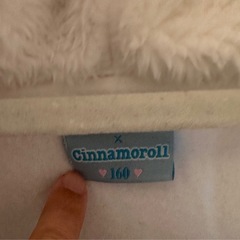 ×
Cinnamoroll
♥ 160 ♥